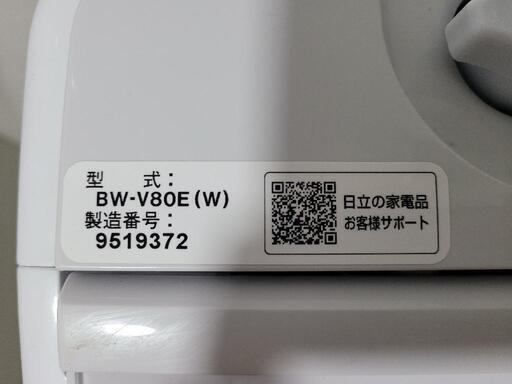 型 式:
BW-V80E(W)
製造番号:
9519372
日立の家電品
お客様サポート